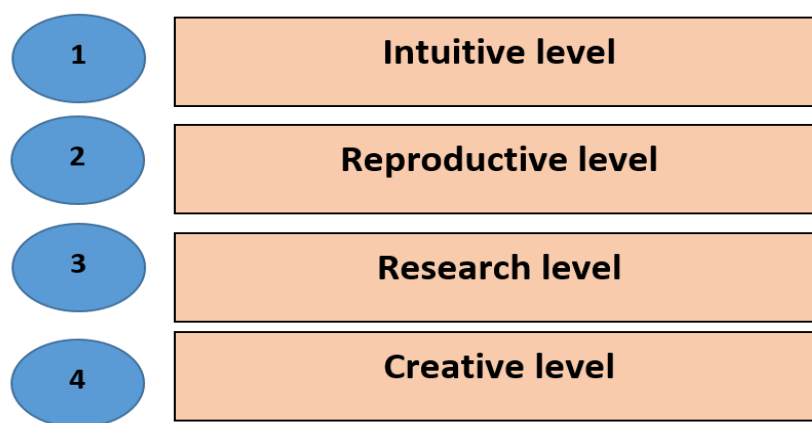 1 Intuitive level
2 Reproductive level
3 Research level
4 Creative level